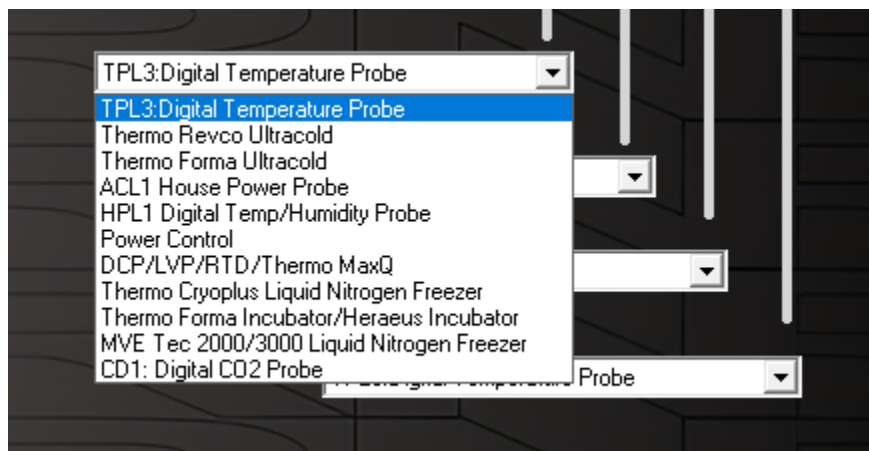 TPL3:Digital Temperature Probe
TPL3:Digital Temperature Probe
Thermo Revco Ultracold
Thermo Forma Ultracold
ACL1 House Power Probe
HPL1 Digital Temp/Humidity Probe
Power Control
DCP/LVP/RTD/Thermo MaxQ
Thermo Cryoplus Liquid Nitrogen Freezer
Thermo Forma Incubator/Heraeus Incubator
MVE Tec 2000/3000 Liquid Nitrogen Freezer
CD1: Digital CO2 Probe
Probe